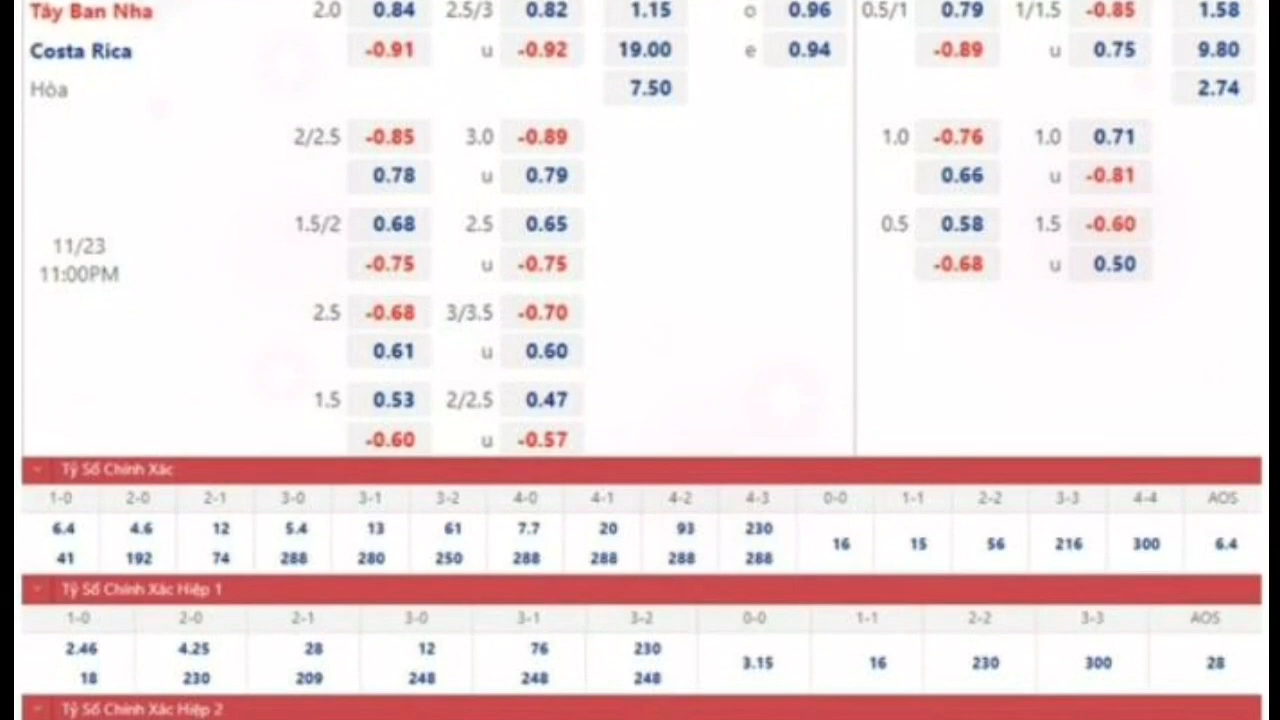 Tây Ban Nha 2.0 0.84 2.5/3 0.82 1.15 o 0.96 0.5/1 0.79 1/1.5 -0.85 1.58
Costa Rica -0.91 u -0.92 19.00 e 0.94 -0.89 u 0.75 9.80
Hòa 7.50 2.74
2/2.5 -0.85 3.0 -0.89 1.0 -0.76 1.0 0.71
0.78 u 0.79 0.66 u -0.81
1.5/2 0.68 2.5 0.65 0.5 0.58 1.5 -0.60
11/23
11:00PM
-0.75 u -0.75 -0.68 u 0.50
2.5 -0.68 3/3.5 -0.70
0.61 u 0.60
1.5 0.53 2/2.5 0.47
-0.60 u -0.57
Tỷ Số Chính Xác
1-0 2-0 2-1 3-0 3-1 3-2 4-0 4-1 4-2 4-3 0-0 1-1 2-2 3-3 4-4 AOS
6.4 4.6 12 5.4 13 61 7.7 20 93 230
16 15 56 216 300 6.4
41 192 74 288 280 250 288 288 288 288
Tỷ Số Chính Xác Hiệp 1
1-0 2-0 2-1 3-0 3-1 3-2 0-0 1-1 2-2 3-3 AOS
2.46 4.25 28 12 76 230
3.15 16 230 300 28
18 230 209 248 248 248
Tỷ Số Chính Xác Hiệp 2